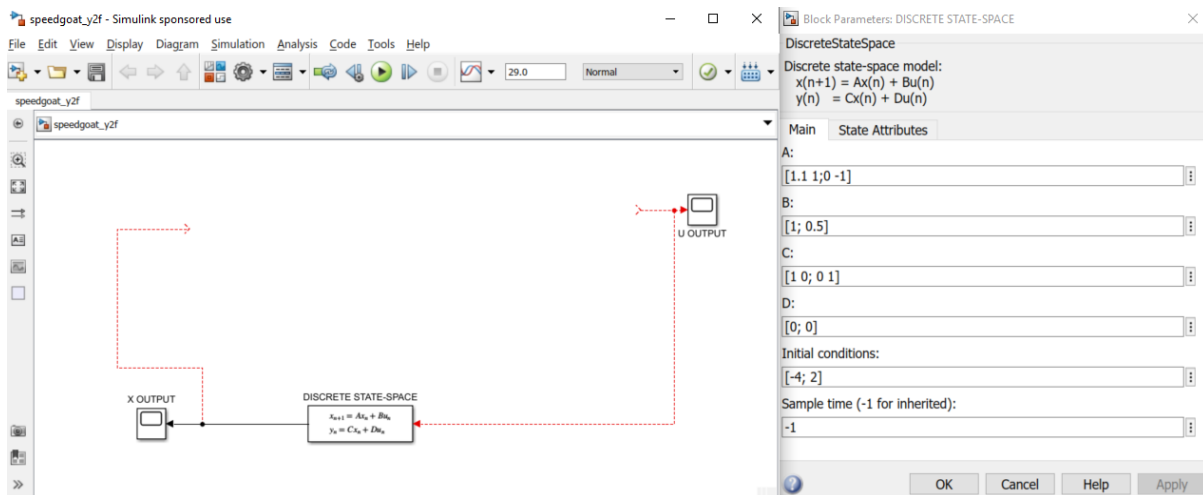 speedgoat_y2f - Simulink sponsored use
File Edit View Display Diagram Simulation Analysis Code Tools Help
29.0
Normal
speedgoat_y2f
speedgoat_y2f
U OUTPUT
X OUTPUT
DISCRETE STATE-SPACE
xₙ₊₁ = Axₙ + Buₙ
yₙ = Cxₙ + Duₙ
Block Parameters: DISCRETE STATE-SPACE
DiscreteStateSpace
Discrete state-space model:
x(n+1) = Ax(n) + Bu(n)
y(n) = Cx(n) + Du(n)
Main State Attributes
A:
[1.1 1;0 -1]
B:
[1; 0.5]
C:
[1 0; 0 1]
D:
[0; 0]
Initial conditions:
[-4; 2]
Sample time (-1 for inherited):
-1
OK Cancel Help Apply